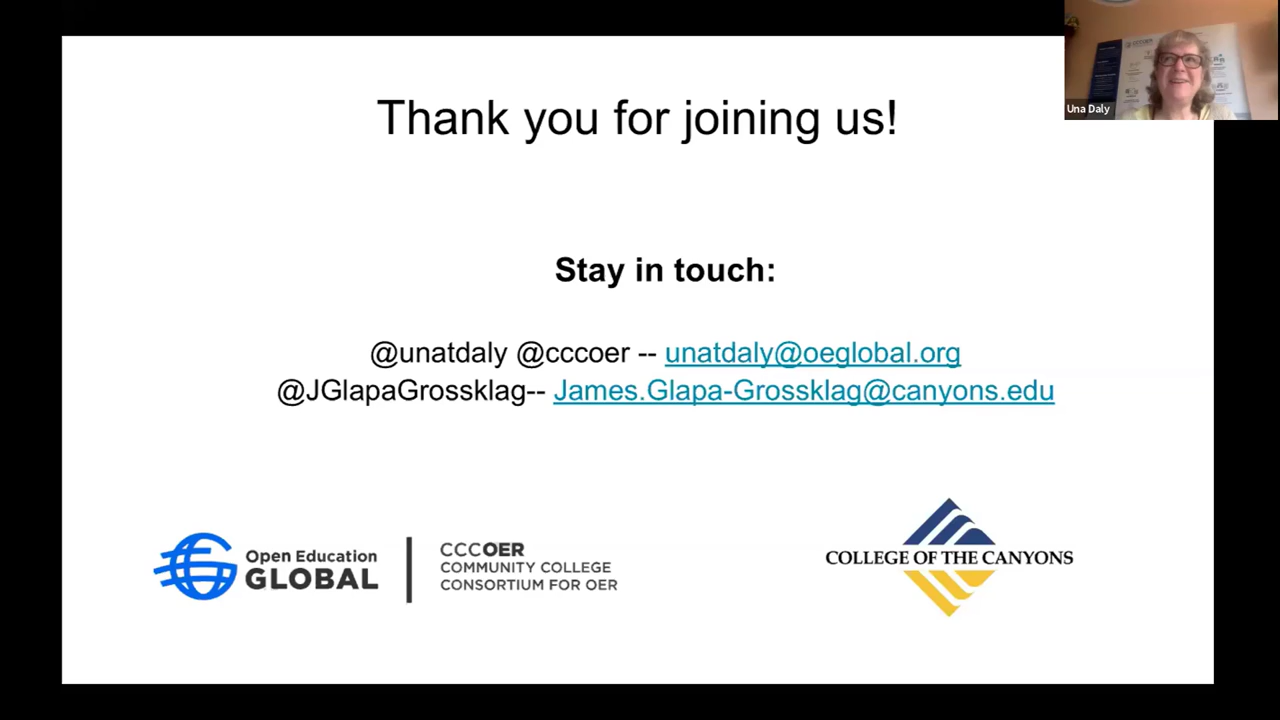 Thank you for joining us!
Una Daly
Stay in touch:
@unatdaly @cccoer -- unatdaly@oeglobal.org
@JGlapaGrossklag-- James.Glapa-Grossklag@canyons.edu
Open Education
GLOBAL
CCCOER
COMMUNITY COLLEGE
CONSORTIUM FOR OER
COLLEGE OF THE CANYONS